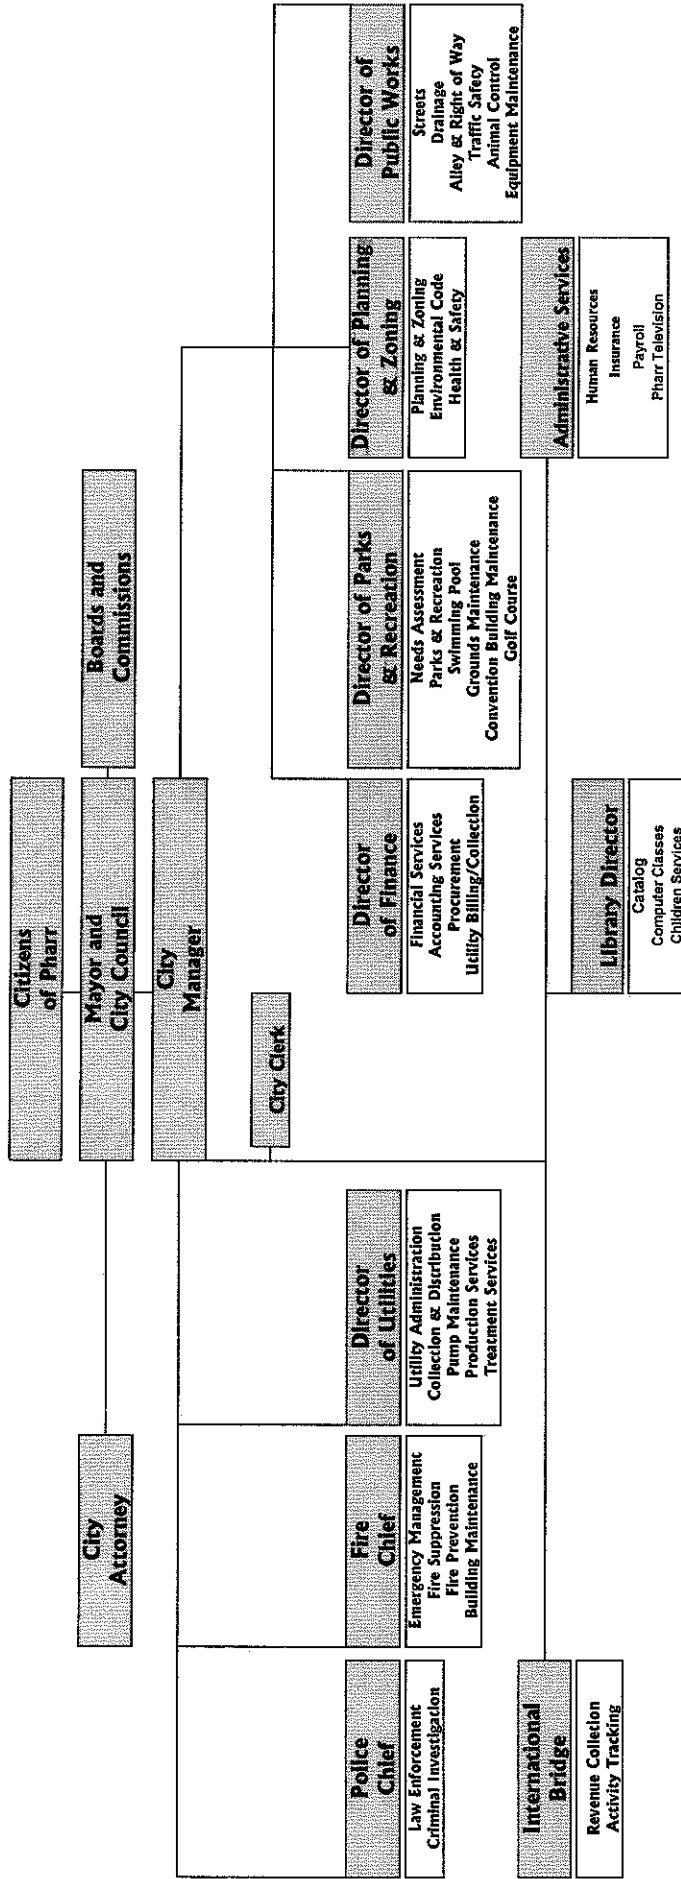 Citizens
of Pharr
Mayor and
City Council
Boards and
Commissions
City
Attorney
City
Manager
City Clerk
Police
Chief
Law Enforcement
Criminal Investigation
Fire
Chief
Emergency Management
Fire Suppression
Fire Prevention
Building Maintenance
Director
of Utilities
Utility Administration
Collection & Distribution
Pump Maintenance
Production Services
Treatment Services
Director
of Finance
Financial Services
Accounting Services
Procurement
Utility Billing/Collection
Director of Parks
& Recreation
Needs Assessment
Parks & Recreation
Swimming Pool
Grounds Maintenance
Convention Building Maintenance
Golf Course
Director of Planning
& Zoning
Planning & Zoning
Environmental Code
Health & Safety
Director of
Public Works
Streets
Drainage
Alley & Right of Way
Traffic Safety
Animal Control
Equipment Maintenance
International
Bridge
Revenue Collection
Activity Tracking
Library Director
Catalog
Computer Classes
Children Services
Administrative Services
Human Resources
Insurance
Payroll
Pharr Television